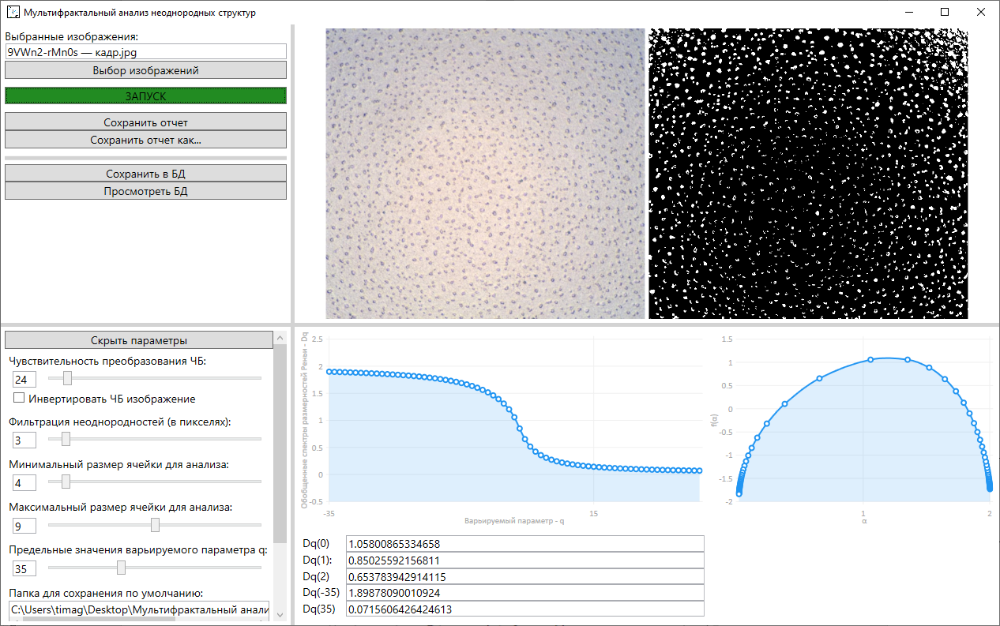 Мультифрактальный анализ неоднородных структур
Выбранные изображения:
9VWn2-rMn0s — кадр.jpg
Выбор изображений
ЗАПУСК
Сохранить отчет
Сохранить отчет как...
Сохранить в БД
Просмотреть БД
Скрыть параметры
Чувствительность преобразования ЧБ:
24
Инвертировать ЧБ изображение
Фильтрация неоднородностей (в пикселях):
3
Минимальный размер ячейки для анализа:
4
Максимальный размер ячейки для анализа:
9
Предельные значения варьируемого параметра q:
35
Папка для сохранения по умолчанию:
C:\Users\timag\Desktop\Мультифрактальный анали
Обобщенные спектры размерностей Реньи - Dq
2.5
2
1.5
1
0.5
0
-0.5
-35
15
Варьируемый параметр - q
f(α)
1.5
1
0.5
0
-0.5
-1
-1.5
-2
1
2
α
Dq(0) 1.05800865334658
Dq(1): 0.85025592156811
Dq(2) 0.653783942914115
Dq(-35) 1.89878090010924
Dq(35) 0.0715606426424613